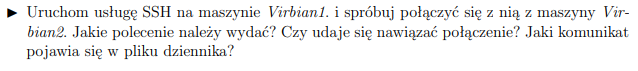 ► Uruchom usługę SSH na maszynie Virbian1. i spróbuj połączyć się z nią z maszyny Vir-
bian2. Jakie polecenie należy wydać? Czy udaje się nawiązać połączenie? Jaki komunikat
pojawia się w pliku dziennika?